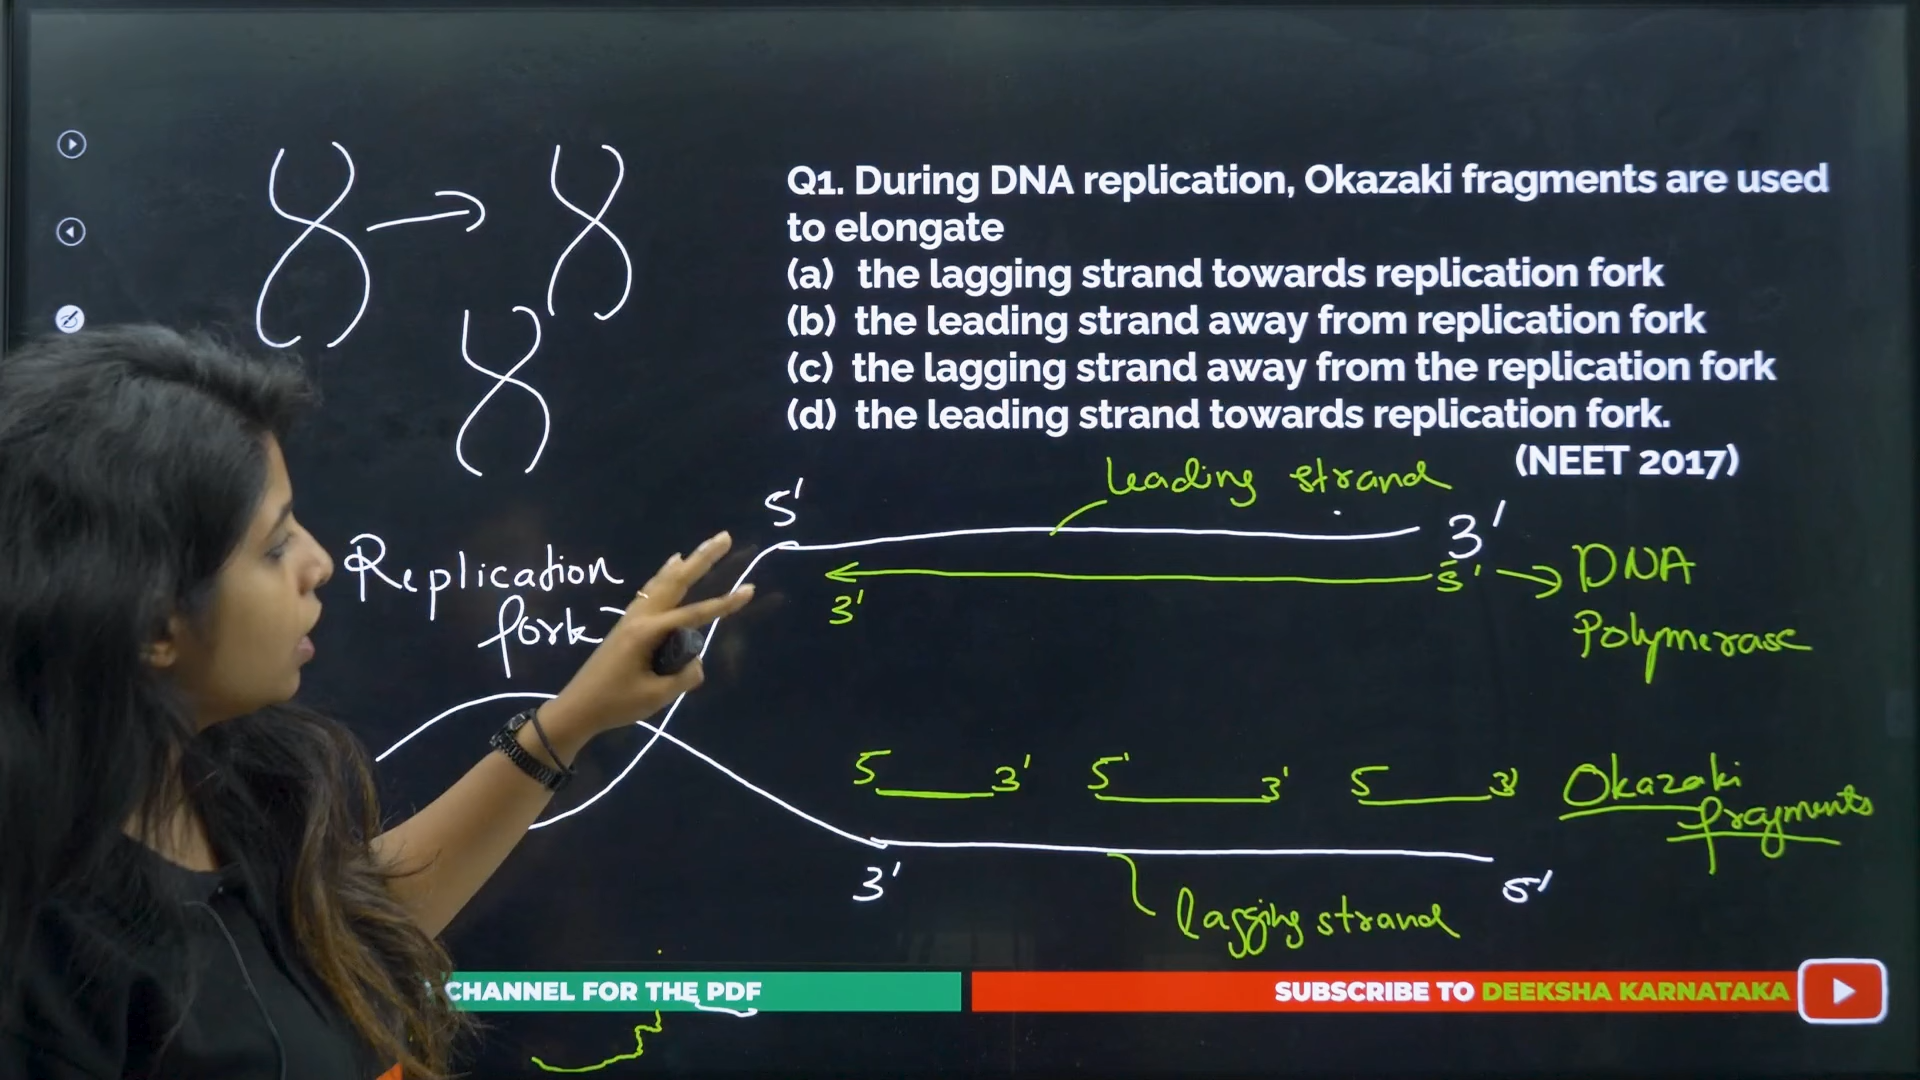 Q1. During DNA replication, Okazaki fragments are used
to elongate
(a) the lagging strand towards replication fork
(b) the leading strand away from replication fork
(c) the lagging strand away from the replication fork
(d) the leading strand towards replication fork.
(NEET 2017)
leading strand
5'
3'
Replication
fork
3'
5'
DNA
Polymerase
5 3' 5' 3' 5 3'
Okazaki
fragments
3'
5'
lagging strand
CHANNEL FOR THE PDF
SUBSCRIBE TO DEEKSHA KARNATAKA